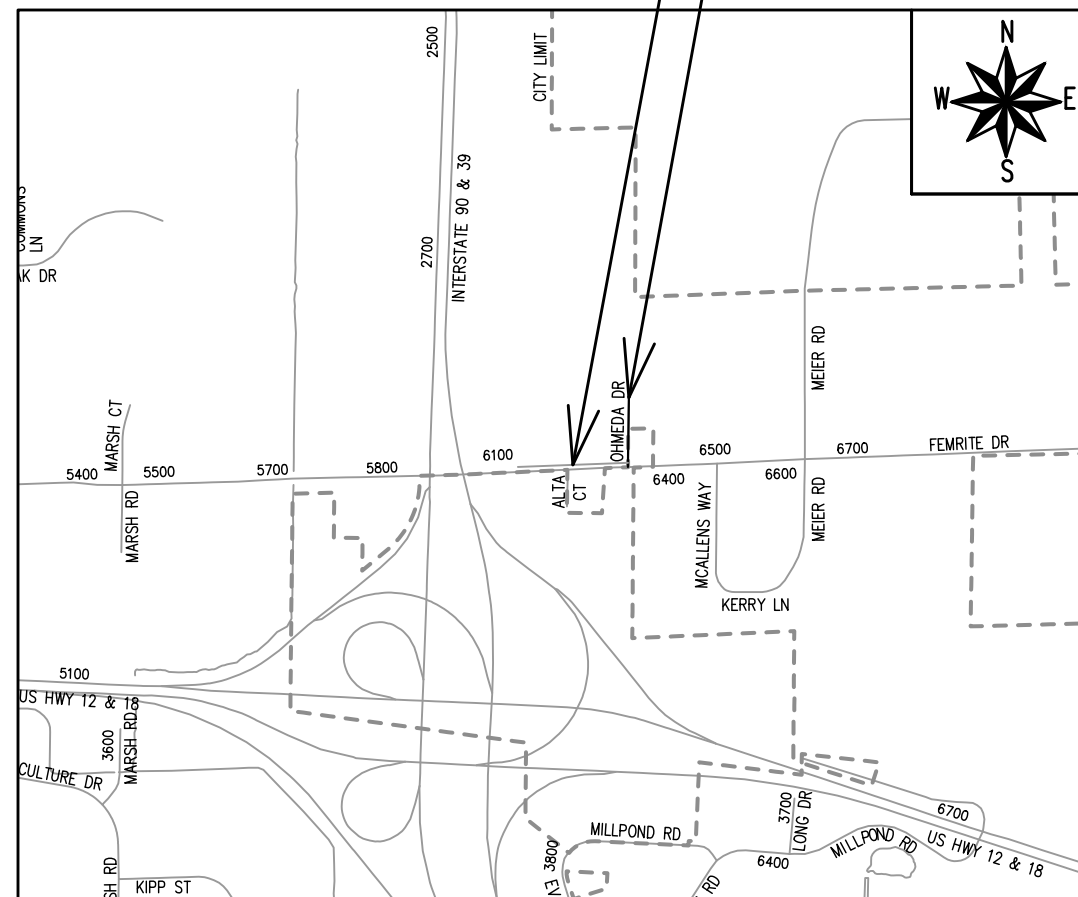 2500
CITY LIMIT
N
W
E
S
INTERSTATE 90 & 39
2700
LN
DR
MEIER RD
OHMEDA DR
MARSH CT
5400
5500
5700
5800
6100
6400
6500
6600
6700
FEMRITE DR
ALTA
CT
MARSH RD
MCALLENS WAY
MEIER RD
KERRY LN
5100
US HWY 12 & 18
3600
MARSH RD
CULTURE DR
3700
LONG DR
6700
US HWY 12 & 18
MILLPOND RD
MILLPOND RD
6400
3800
RD
RD
KIPP ST